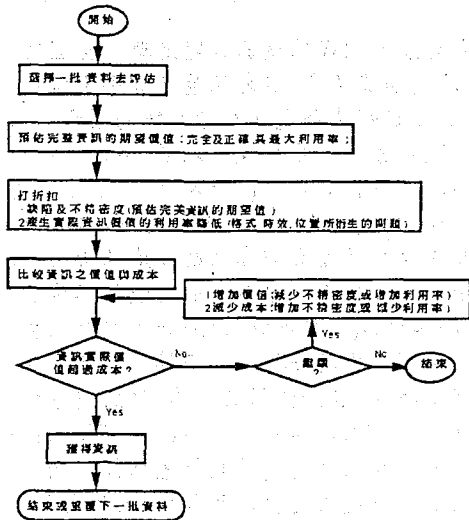 開始
選擇一批資料去評估
預估完整資訊的期望價值:完全及正確,具最大利用率;
打折扣
缺陷及不精密度(預估完美資訊的期望值)
2產生實際資訊價值的利用率降低(格式,時效,位置所衍生的問題)
比較資訊之價值與成本
1增加價值:減少不精密度,或增加利用率)
2減少成本:增加不精密度,或減少利用率)
Yes
資訊實際價
值超過成本?
No
繼續
?
No
結束
Yes
獲得資訊
結束或重覆下一批資料